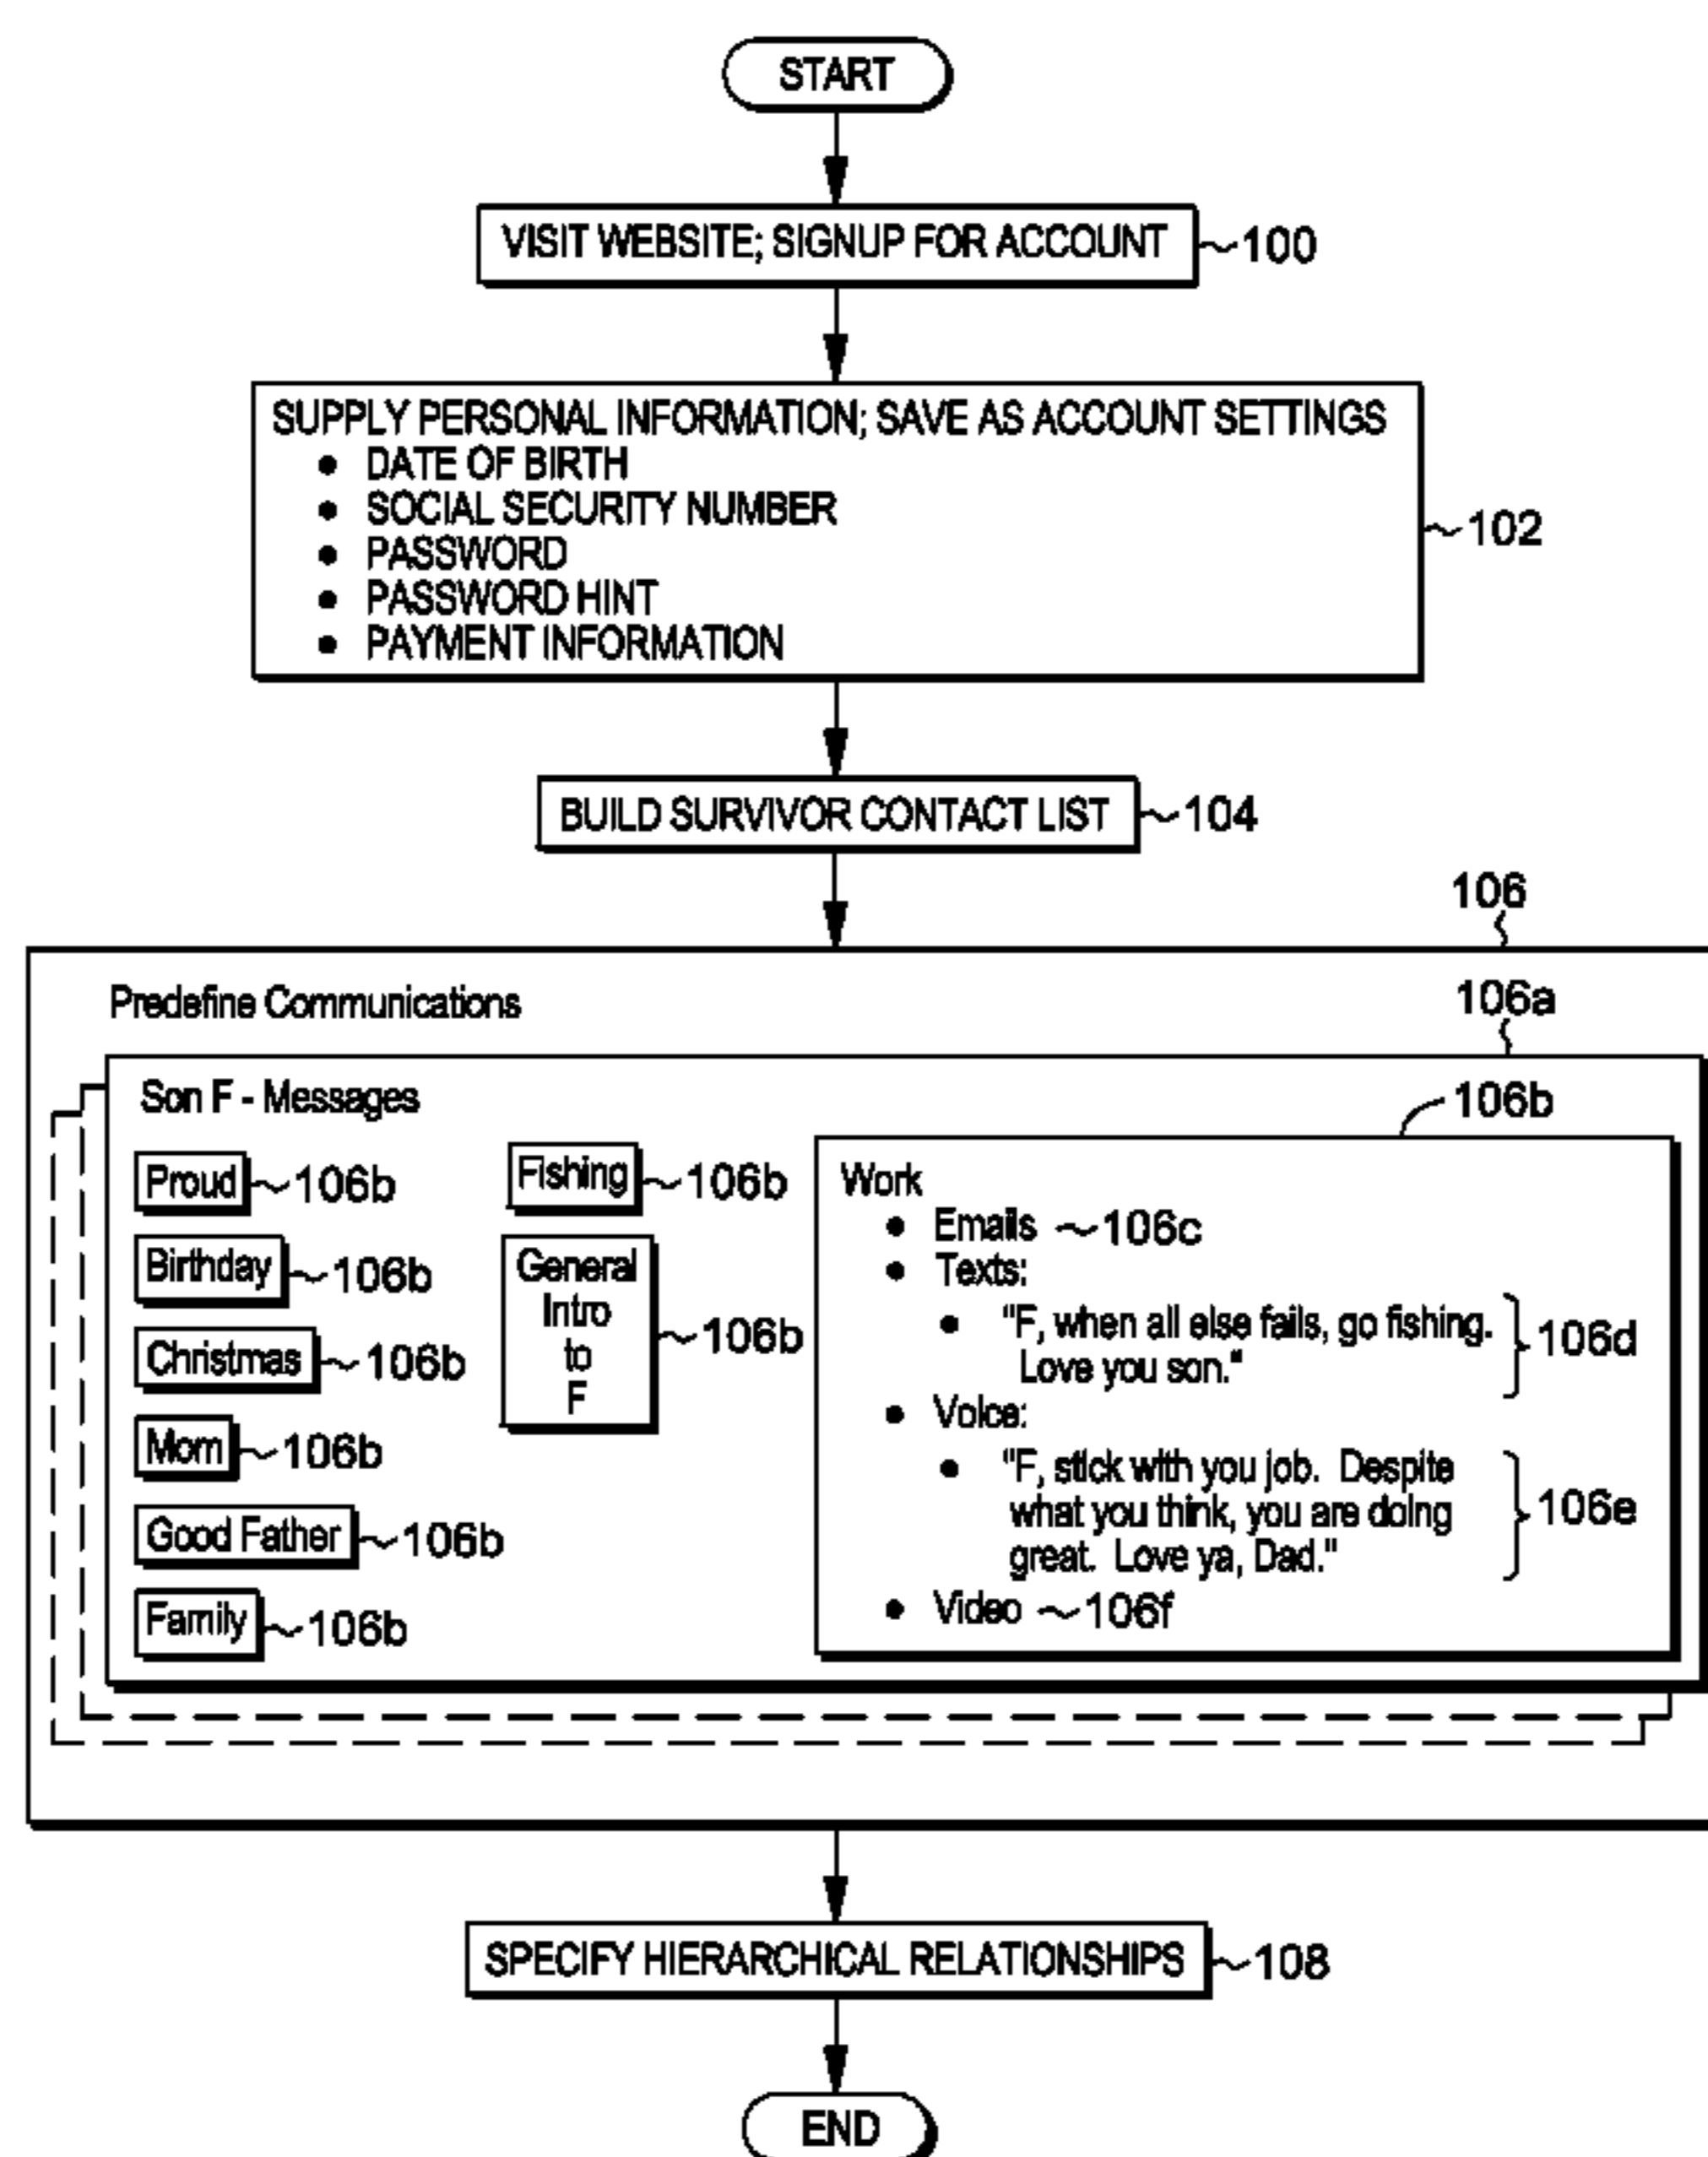 START
VISIT WEBSITE; SIGNUP FOR ACCOUNT
100
SUPPLY PERSONAL INFORMATION; SAVE AS ACCOUNT SETTINGS
• DATE OF BIRTH
• SOCIAL SECURITY NUMBER
• PASSWORD
• PASSWORD HINT
• PAYMENT INFORMATION
102
BUILD SURVIVOR CONTACT LIST
104
106
Predefine Communications
106a
Son F - Messages
Proud
106b
Birthday
106b
Christmas
106b
Mom
106b
Good Father
106b
Family
106b
Fishing
106b
General
Intro
to
F
106b
106b
Work
• Emails
106c
• Texts:
• "F, when all else fails, go fishing.
Love you son."
106d
• Voice:
• "F, stick with you job. Despite
what you think, you are doing
great. Love ya, Dad."
106e
• Video
106f
SPECIFY HIERARCHICAL RELATIONSHIPS
108
END